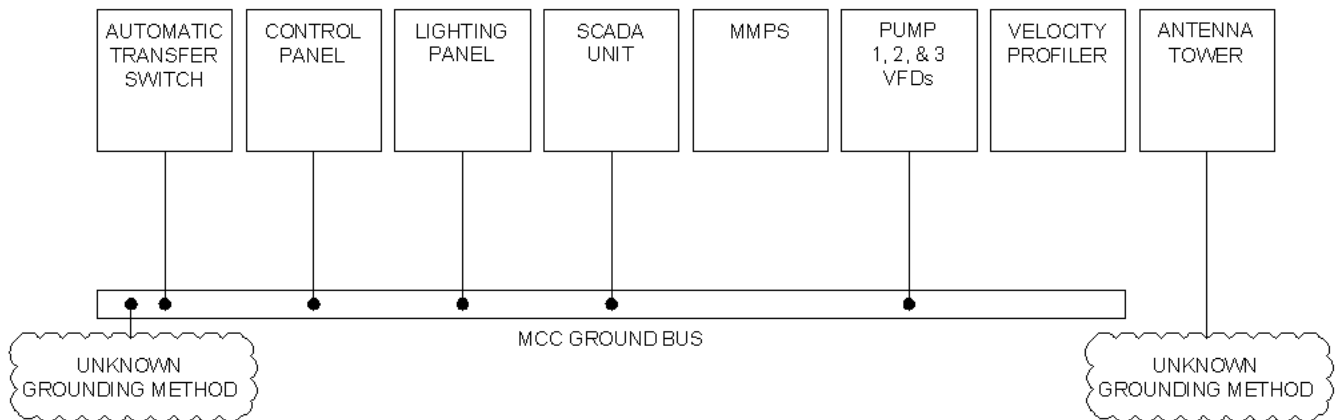 AUTOMATIC
TRANSFER
SWITCH
CONTROL
PANEL
LIGHTING
PANEL
SCADA
UNIT
MMPS
PUMP
1, 2, & 3
VFDs
VELOCITY
PROFILER
ANTENNA
TOWER
MCC GROUND BUS
UNKNOWN
GROUNDING METHOD
UNKNOWN
GROUNDING METHOD